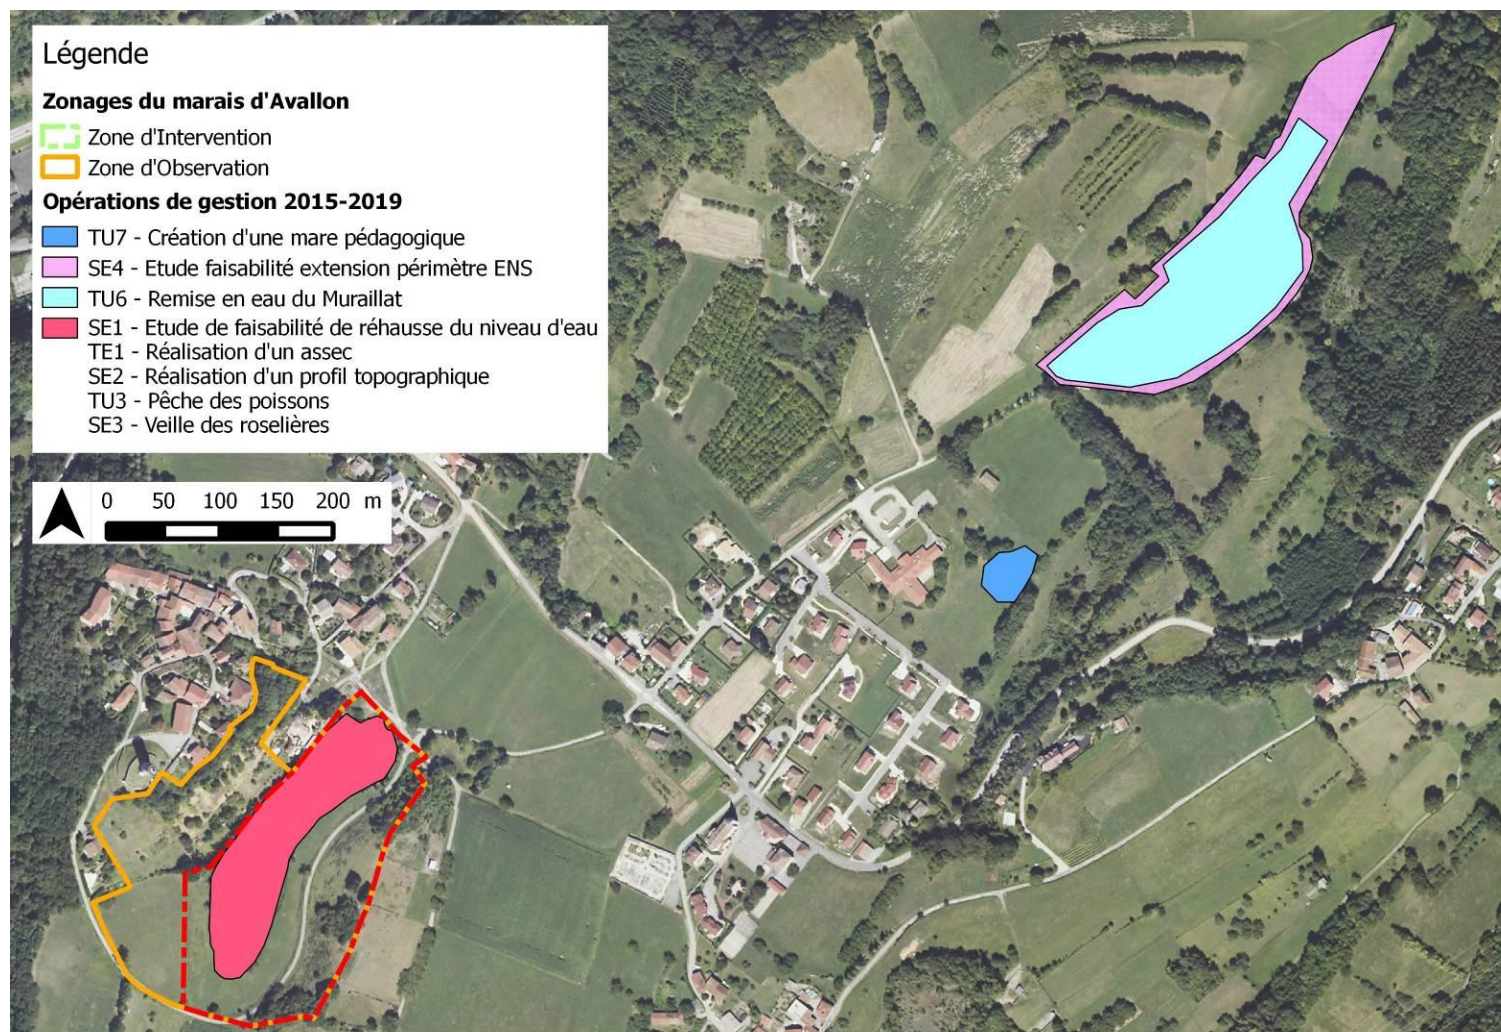 Légende
Zonages du marais d'Avallon
Zone d'Intervention
Zone d'Observation
Opérations de gestion 2015-2019
TU7 - Création d'une mare pédagogique
SE4 - Etude faisabilité extension périmètre ENS
TU6 - Remise en eau du Muraillat
SE1 - Etude de faisabilité de réhausse du niveau d'eau
TE1 - Réalisation d'un assec
SE2 - Réalisation d'un profil topographique
TU3 - Pêche des poissons
SE3 - Veille des roselières
0 50 100 150 200 m